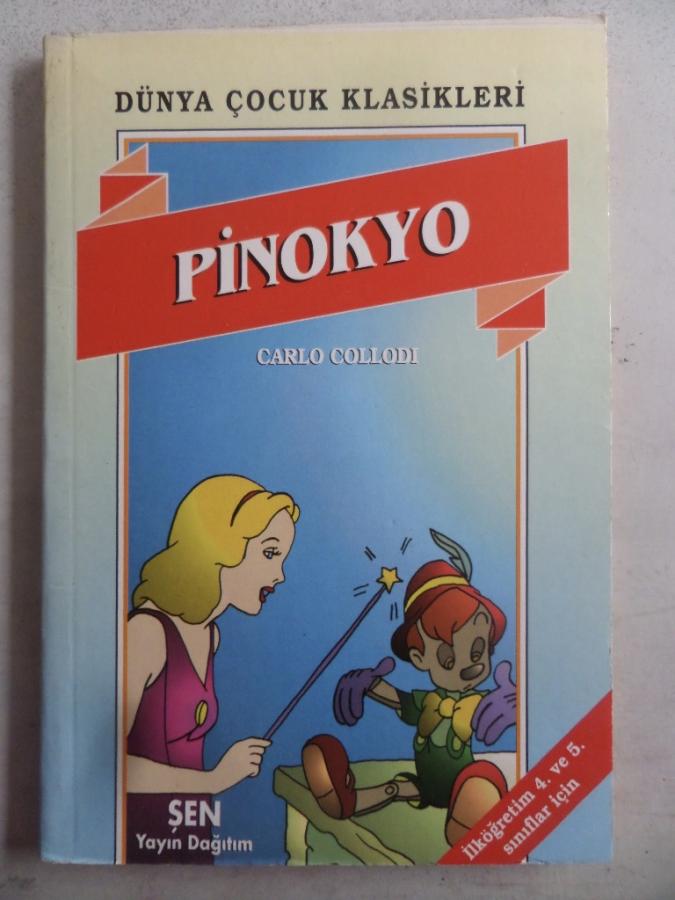 DÜNYA ÇOCUK KLASİKLERİ
PİNOKYO
CARLO COLLODI
ŞEN
Yayın Dağıtım
İlköğretim 4. ve 5.
sınıflar için